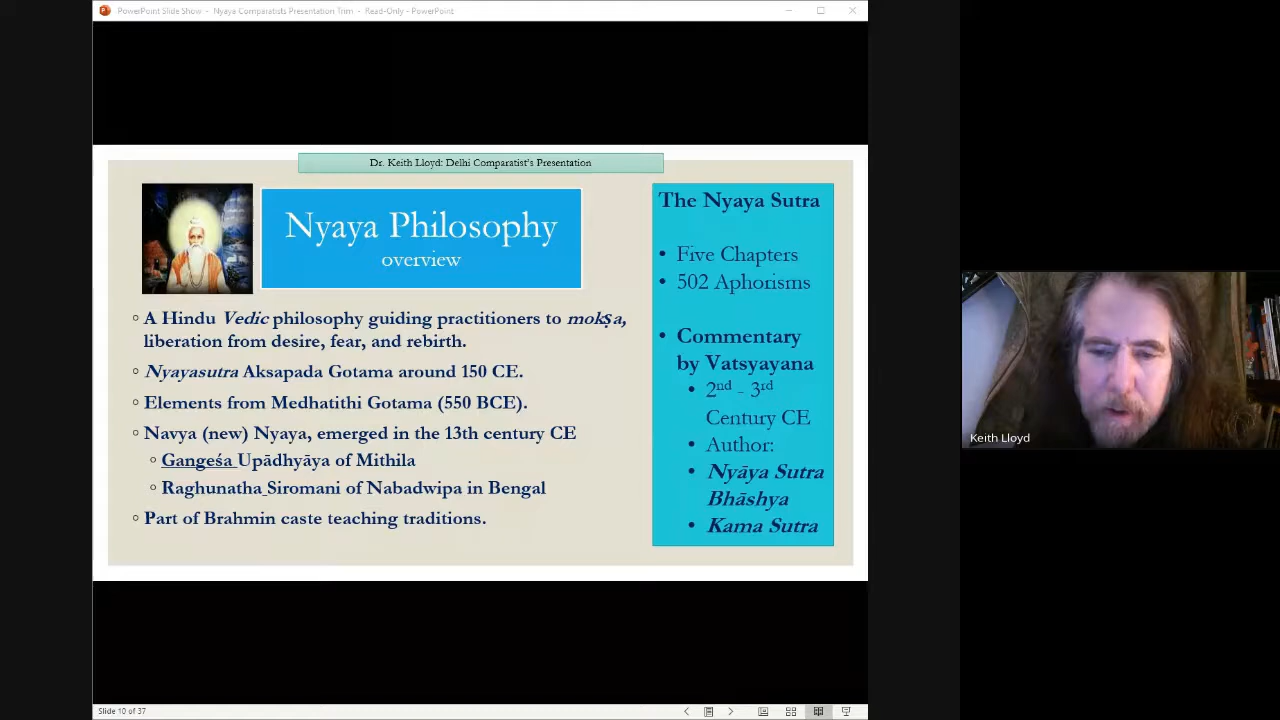 PowerPoint Slide Show - Nyaya Comparatists Presentation Trim - Read-Only - PowerPoint
Dr. Keith Lloyd: Delhi Comparatist's Presentation
Nyaya Philosophy
overview
A Hindu Vedic philosophy guiding practitioners to mokṣa,
liberation from desire, fear, and rebirth.
Nyayasutra Aksapada Gotama around 150 CE.
Elements from Medhatithi Gotama (550 BCE).
Navya (new) Nyaya, emerged in the 13th century CE
Gangeśa Upādhyāya of Mithila
Raghunatha Siromani of Nabadwipa in Bengal
Part of Brahmin caste teaching traditions.
The Nyaya Sutra
Five Chapters
502 Aphorisms
Commentary
by Vatsyayana
2nd - 3rd
Century CE
Author:
Nyāya Sutra
Bhāshya
Kama Sutra
Keith Lloyd
Slide 10 of 37